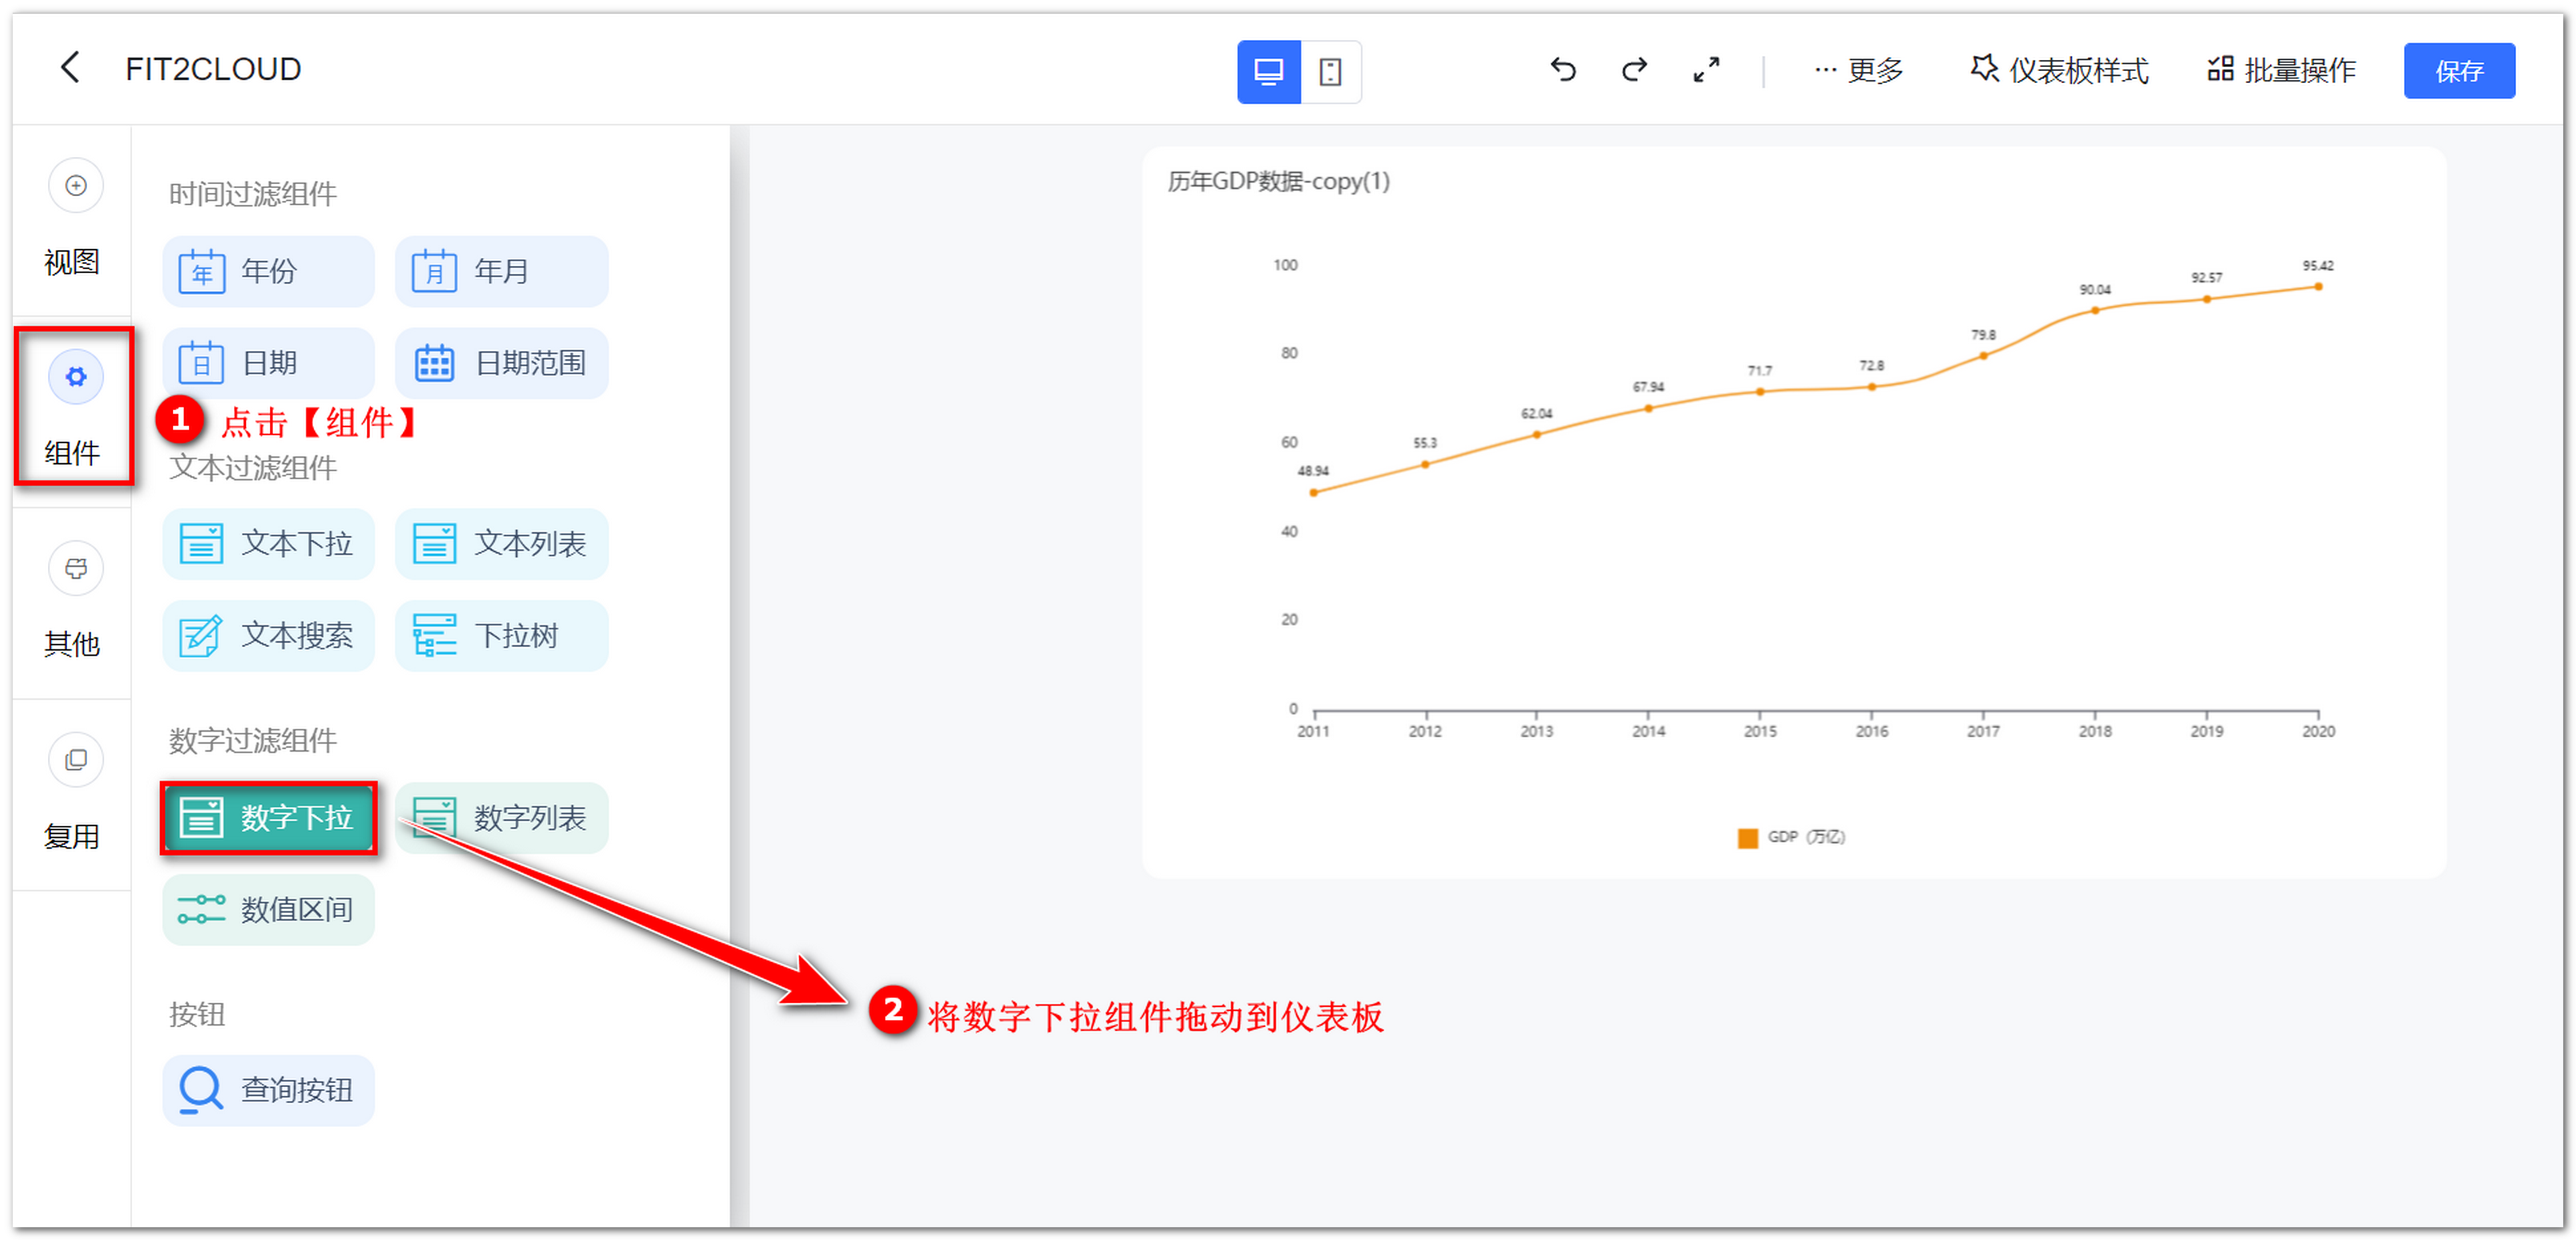 FIT2CLOUD
··· 更多
仪表板样式
批量操作
保存
视图
组件
其他
复用
时间过滤组件
年 年份
月 年月
日 日期
日期范围
1 点击【组件】
文本过滤组件
文本下拉
文本列表
文本搜索
下拉树
数字过滤组件
数字下拉
数字列表
数值区间
按钮
查询按钮
2 将数字下拉组件拖动到仪表板
历年GDP数据-copy(1)
100
80
60
40
20
0
48.94
55.3
62.04
67.94
71.7
72.8
79.8
90.04
92.57
95.42
2011 2012 2013 2014 2015 2016 2017 2018 2019 2020
GDP（万亿）